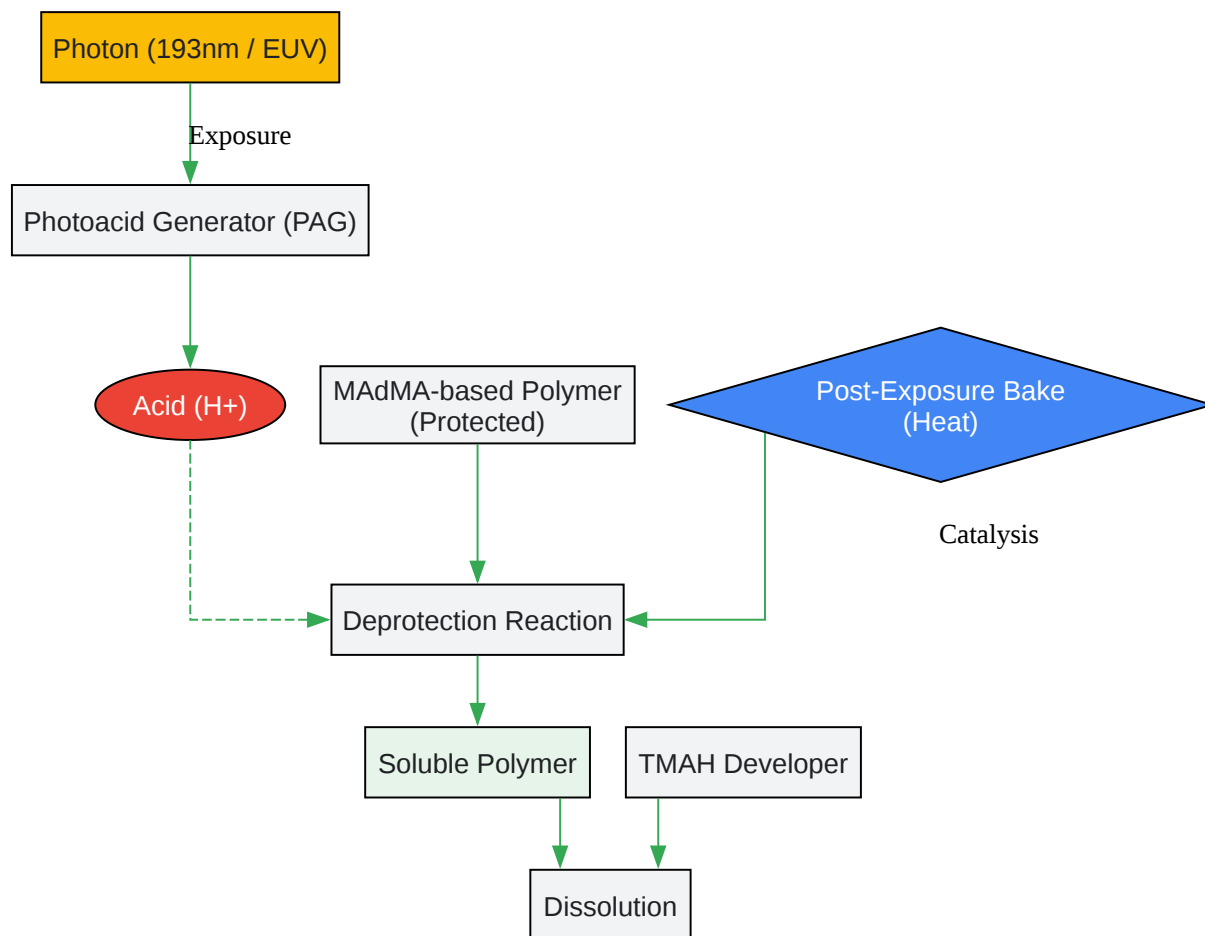 Photon (193nm / EUV)
Exposure
Photoacid Generator (PAG)
Acid (H+)
MAdMA-based Polymer
(Protected)
Post-Exposure Bake
(Heat)
Catalysis
Deprotection Reaction
Soluble Polymer
TMAH Developer
Dissolution